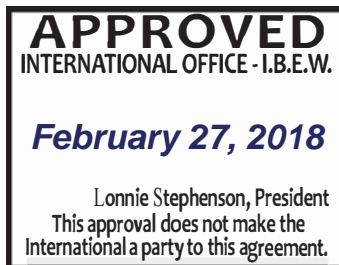 APPROVED
INTERNATIONAL OFFICE - I.B.E.W.
February 27, 2018
Lonnie Stephenson, President
This approval does not make the
International a party to this agreement.